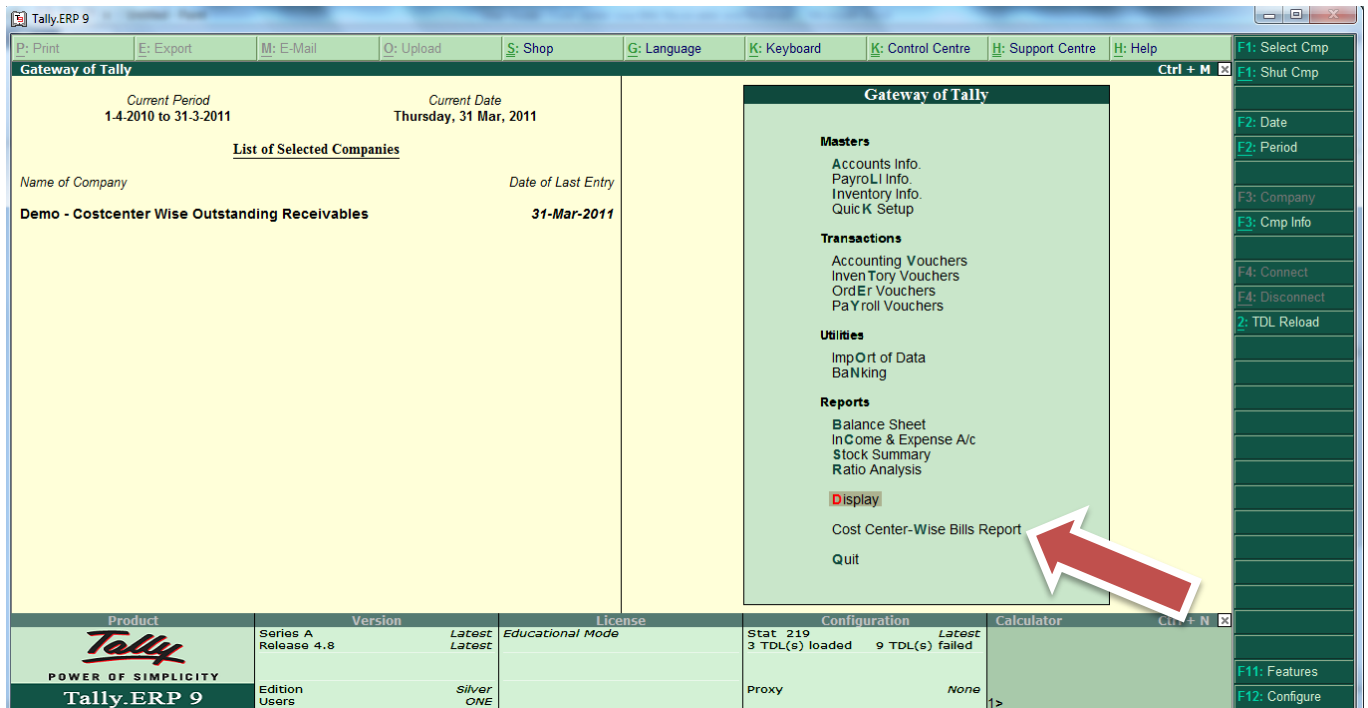 Tally.ERP 9
P: Print E: Export M: E-Mail O: Upload S: Shop G: Language K: Keyboard K: Control Centre H: Support Centre H: Help
Gateway of Tally Ctrl + M
Current Period Current Date
1-4-2010 to 31-3-2011 Thursday, 31 Mar, 2011
List of Selected Companies
Name of Company Date of Last Entry
Demo - Costcenter Wise Outstanding Receivables 31-Mar-2011
Gateway of Tally
Masters
Accounts Info.
PayroLl Info.
Inventory Info.
QuicK Setup
Transactions
Accounting Vouchers
InvenTory Vouchers
OrdEr Vouchers
PaYroll Vouchers
Utilities
ImpOrt of Data
BaNking
Reports
Balance Sheet
InCome & Expense A/c
Stock Summary
Ratio Analysis
Display
Cost Center-Wise Bills Report
Quit
F1: Select Cmp
F1: Shut Cmp
F2: Date
F2: Period
F3: Company
F3: Cmp Info
F4: Connect
F4: Disconnect
2: TDL Reload
F11: Features
F12: Configure
Product Version License Configuration Calculator Ctrl + N
Tally
POWER OF SIMPLICITY
Tally.ERP 9
Series A Latest
Release 4.8 Latest
Edition Silver
Users ONE
Educational Mode
Stat 219 Latest
3 TDL(s) loaded 9 TDL(s) failed
Proxy None
1>